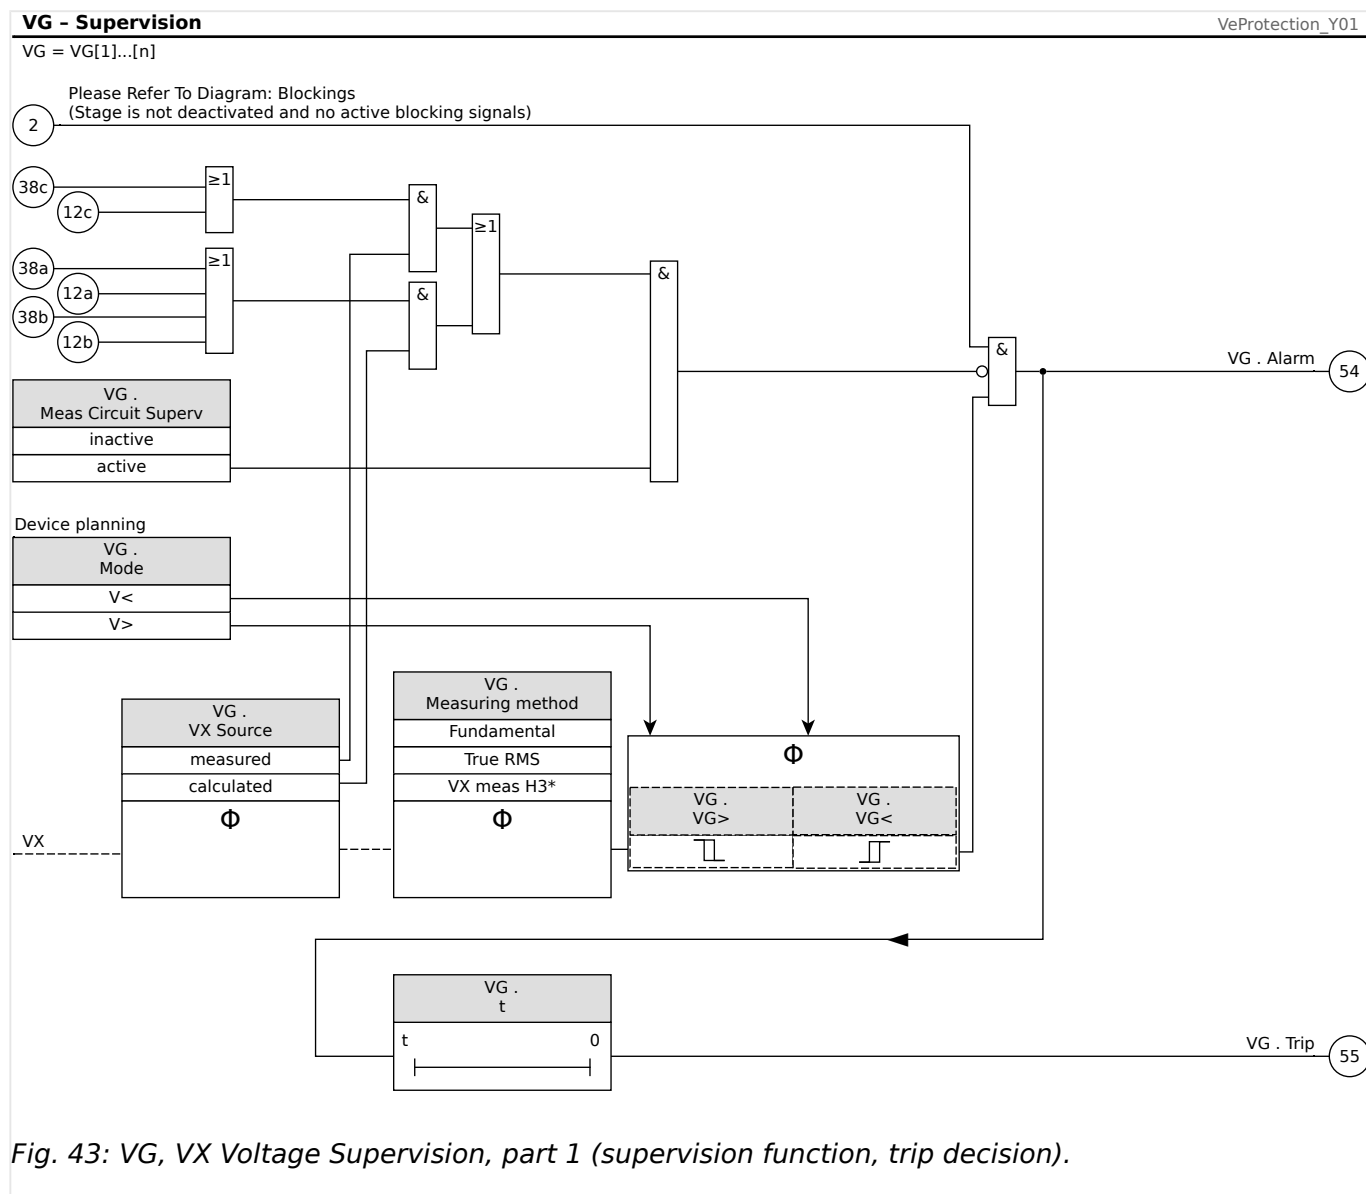 VG – Supervision
VeProtection_Y01
VG = VG[1]...[n]
Please Refer To Diagram: Blockings
(Stage is not deactivated and no active blocking signals)
2
38c
12c
≥1
&
≥1
38a
12a
38b
12b
≥1
&
&
VG .
Meas Circuit Superv
inactive
active
&
VG . Alarm
54
Device planning
VG .
Mode
V<
V>
VG .
VX Source
measured
calculated
Φ
VX
VG .
Measuring method
Fundamental
True RMS
VX meas H3*
Φ
Φ
VG .
VG>
VG .
VG<
VG .
t
t
0
VG . Trip
55
Fig. 43: VG, VX Voltage Supervision, part 1 (supervision function, trip decision).